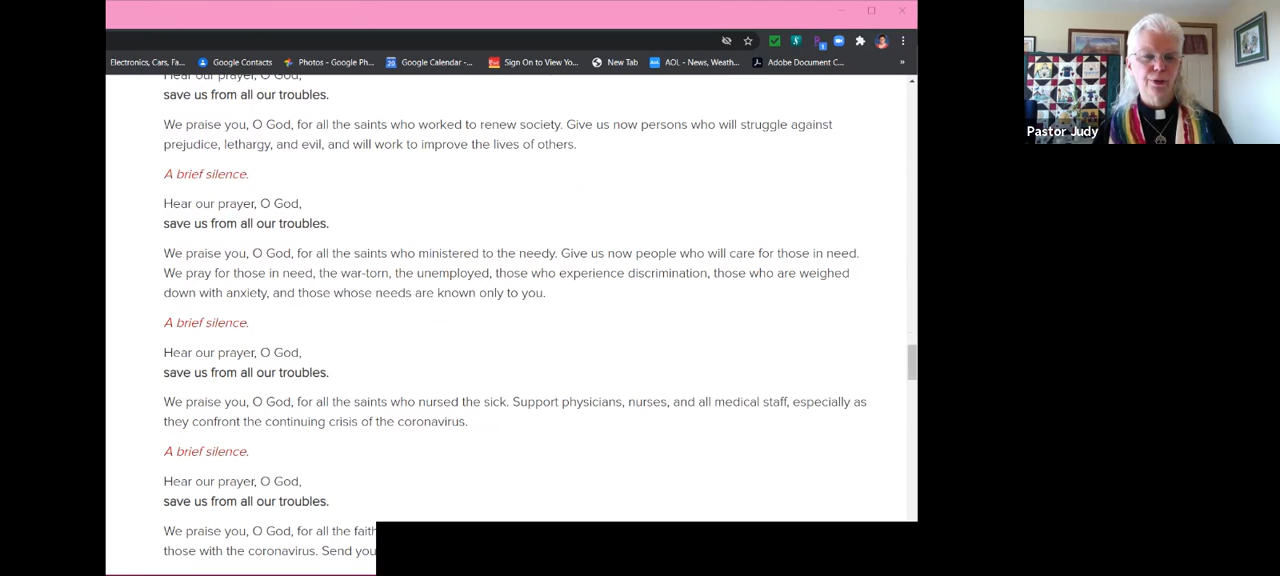 Electronics, Cars, Fa... Google Contacts Photos - Google Ph... Google Calendar -... Sign On to View Yo... New Tab AOL - News, Weath... Adobe Document C... »
Hear our prayer, O God,
save us from all our troubles.
We praise you, O God, for all the saints who worked to renew society. Give us now persons who will struggle against
prejudice, lethargy, and evil, and will work to improve the lives of others.
A brief silence.
Hear our prayer, O God,
save us from all our troubles.
We praise you, O God, for all the saints who ministered to the needy. Give us now people who will care for those in need.
We pray for those in need, the war-torn, the unemployed, those who experience discrimination, those who are weighed
down with anxiety, and those whose needs are known only to you.
A brief silence.
Hear our prayer, O God,
save us from all our troubles.
We praise you, O God, for all the saints who nursed the sick. Support physicians, nurses, and all medical staff, especially as
they confront the continuing crisis of the coronavirus.
A brief silence.
Hear our prayer, O God,
save us from all our troubles.
We praise you, O God, for all the faith
those with the coronavirus. Send you
Pastor Judy